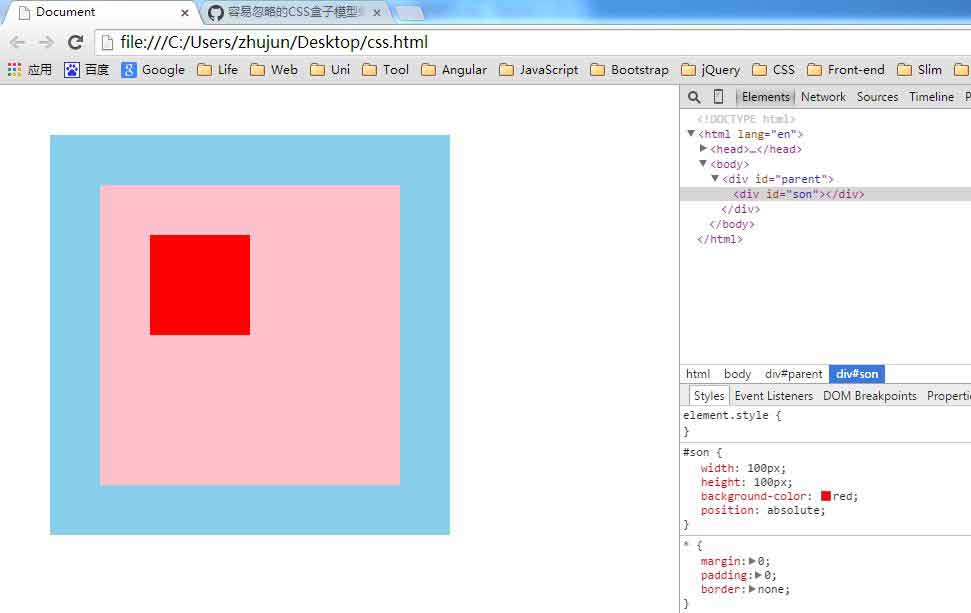 Document
容易忽略的CSS盒子模型
file:///C:/Users/zhujun/Desktop/css.html
应用 百度 Google Life Web Uni Tool Angular JavaScript Bootstrap jQuery CSS Front-end Slim
Elements Network Sources Timeline P
<!DOCTYPE html>
<html lang="en">
<head>…</head>
<body>
<div id="parent">
<div id="son"></div>
</div>
</body>
</html>
html body div#parent div#son
Styles Event Listeners DOM Breakpoints Properti
element.style {
}
#son {
width: 100px;
height: 100px;
background-color: red;
position: absolute;
}
* {
margin: 0;
padding: 0;
border: none;
}